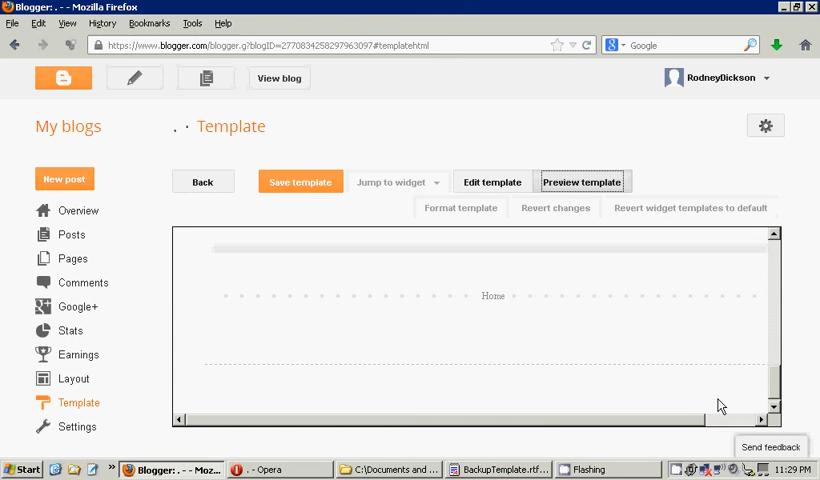 Blogger: . - - Mozilla Firefox
File Edit View History Bookmarks Tools Help
https://www.blogger.com/blogger.g?blogID=2770834258297963097#templatehtml
Google
View blog
RodneyDickson
My blogs
. · Template
New post
Back
Save template
Jump to widget
Edit template
Preview template
Format template
Revert changes
Revert widget templates to default
Overview
Posts
Pages
Comments
Google+
Stats
Earnings
Layout
Template
Settings
Home
Send feedback
Start
Blogger: . - - Moz...
. - Opera
C:\Documents and ...
BackupTemplate.rtf...
Flashing
11:29 PM